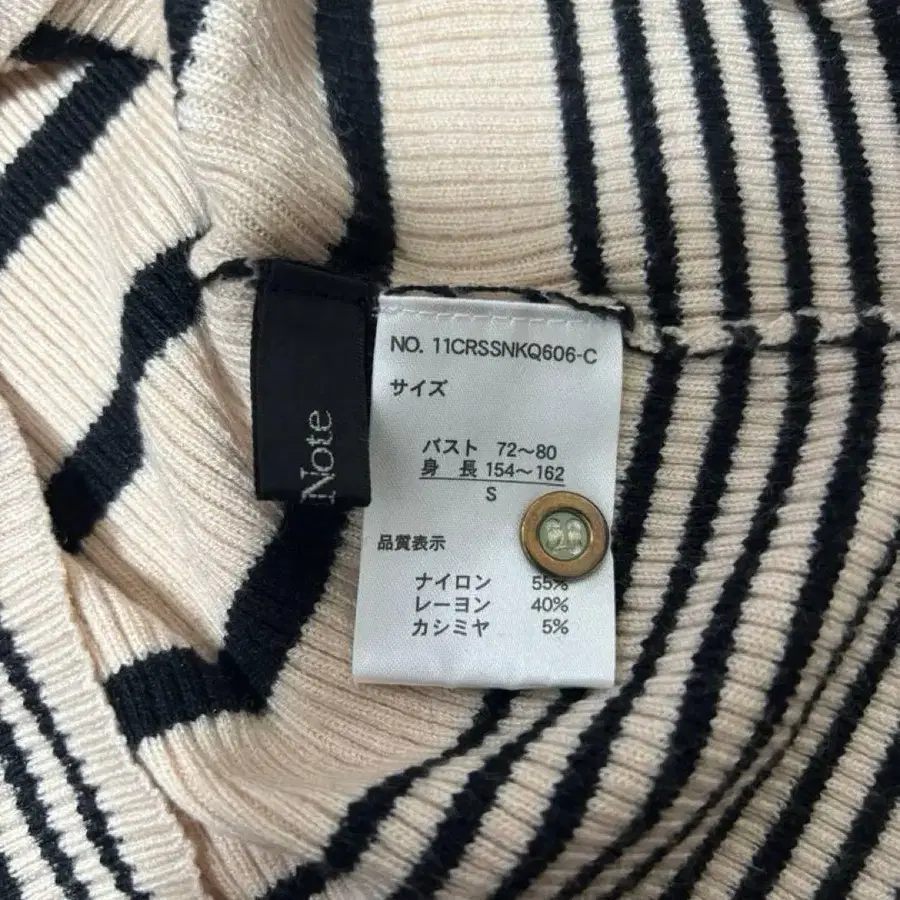 Note
NO. 11CRSSNKQ606-C
サイズ
バスト 72～80
身 長 154～162
S
品質表示
ナイロン 55%
レーヨン 40%
カシミヤ 5%